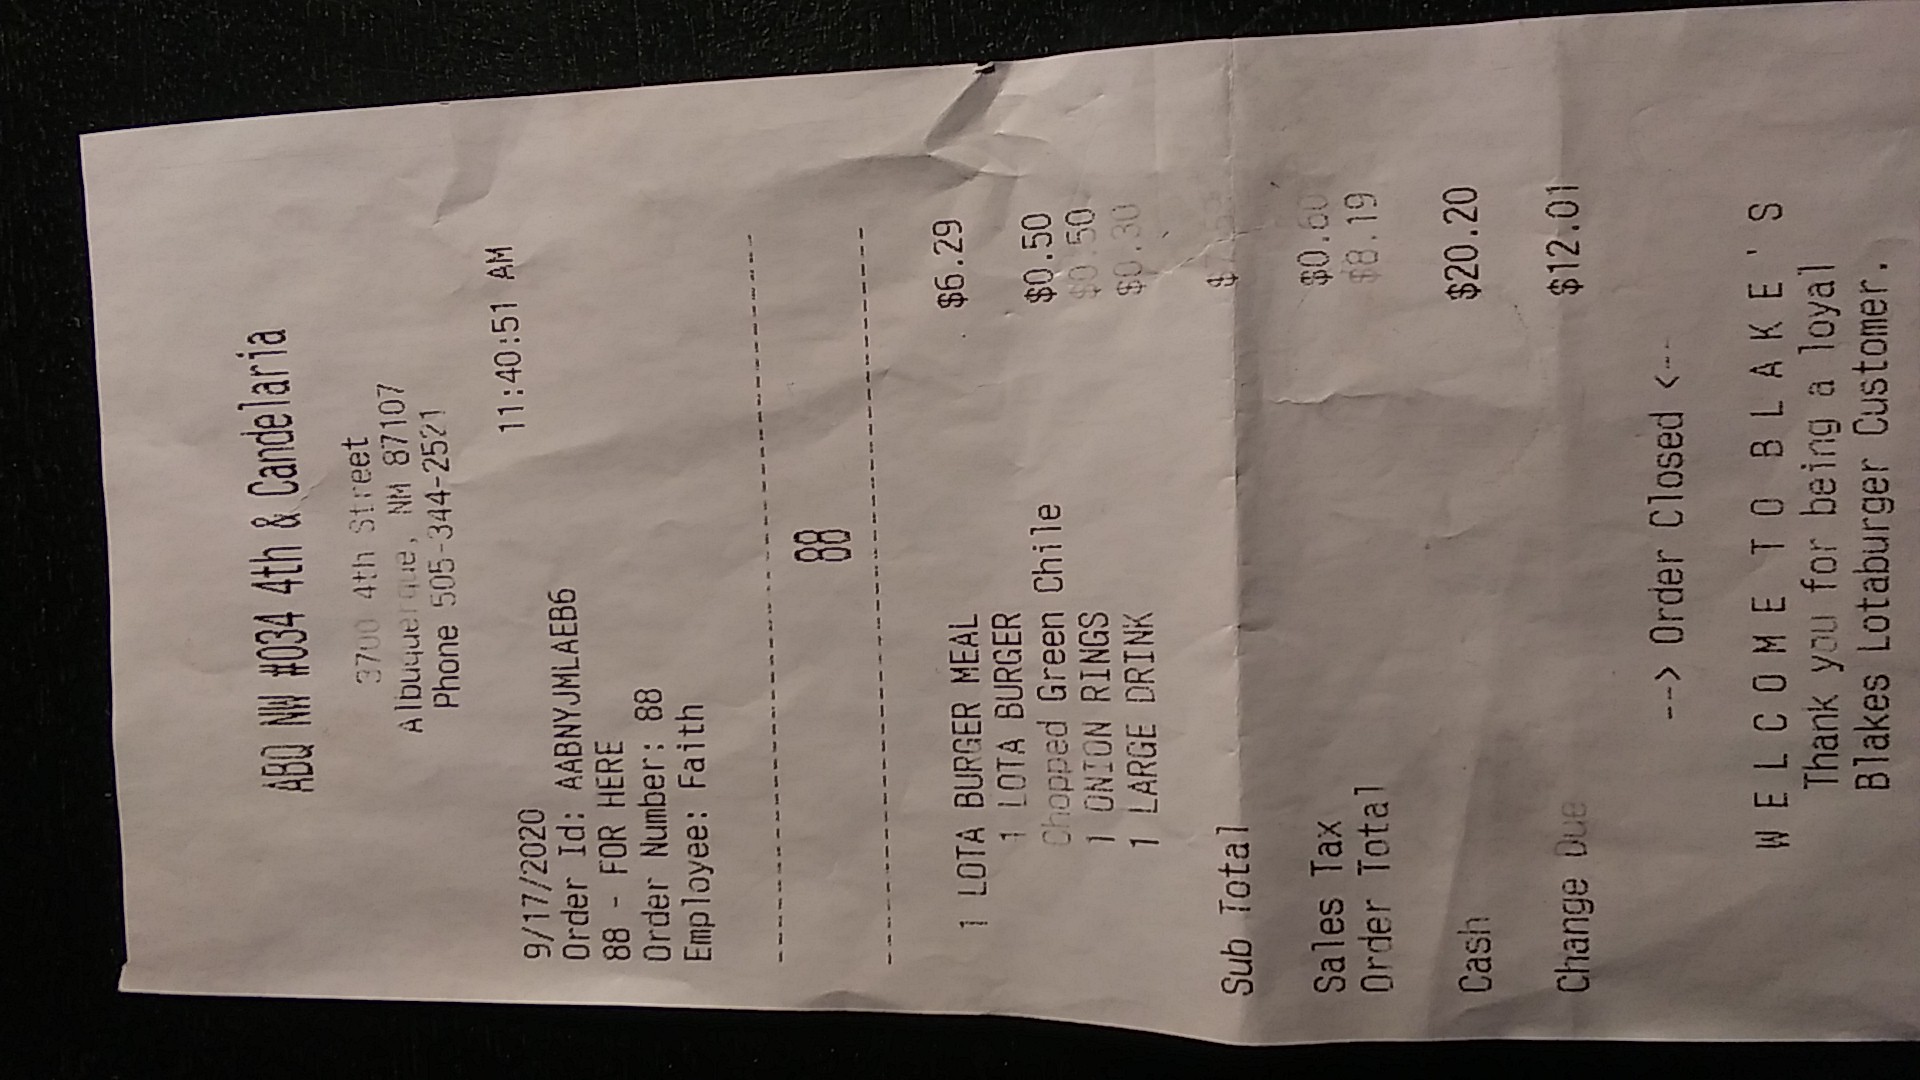 ABQ NW #034 4th & Candelaria
3700 4th Street
Albuquerque, NM 87107
Phone 505-344-2521
9/17/2020 11:40:51 AM
Order Id: AABNYJMLAEB6
88 - FOR HERE
Order Number: 88
Employee: Faith
88
1 LOTA BURGER MEAL $6.29
1 LOTA BURGER
Chopped Green Chile $0.50
1 ONION RINGS $0.50
1 LARGE DRINK $0.30
Sub Total
Sales Tax $0.60
Order Total $8.19
Cash $20.20
Change Due $12.01
--> Order Closed <--
W E L C O M E T O B L A K E ' S
Thank you for being a loyal
Blakes Lotaburger Customer.